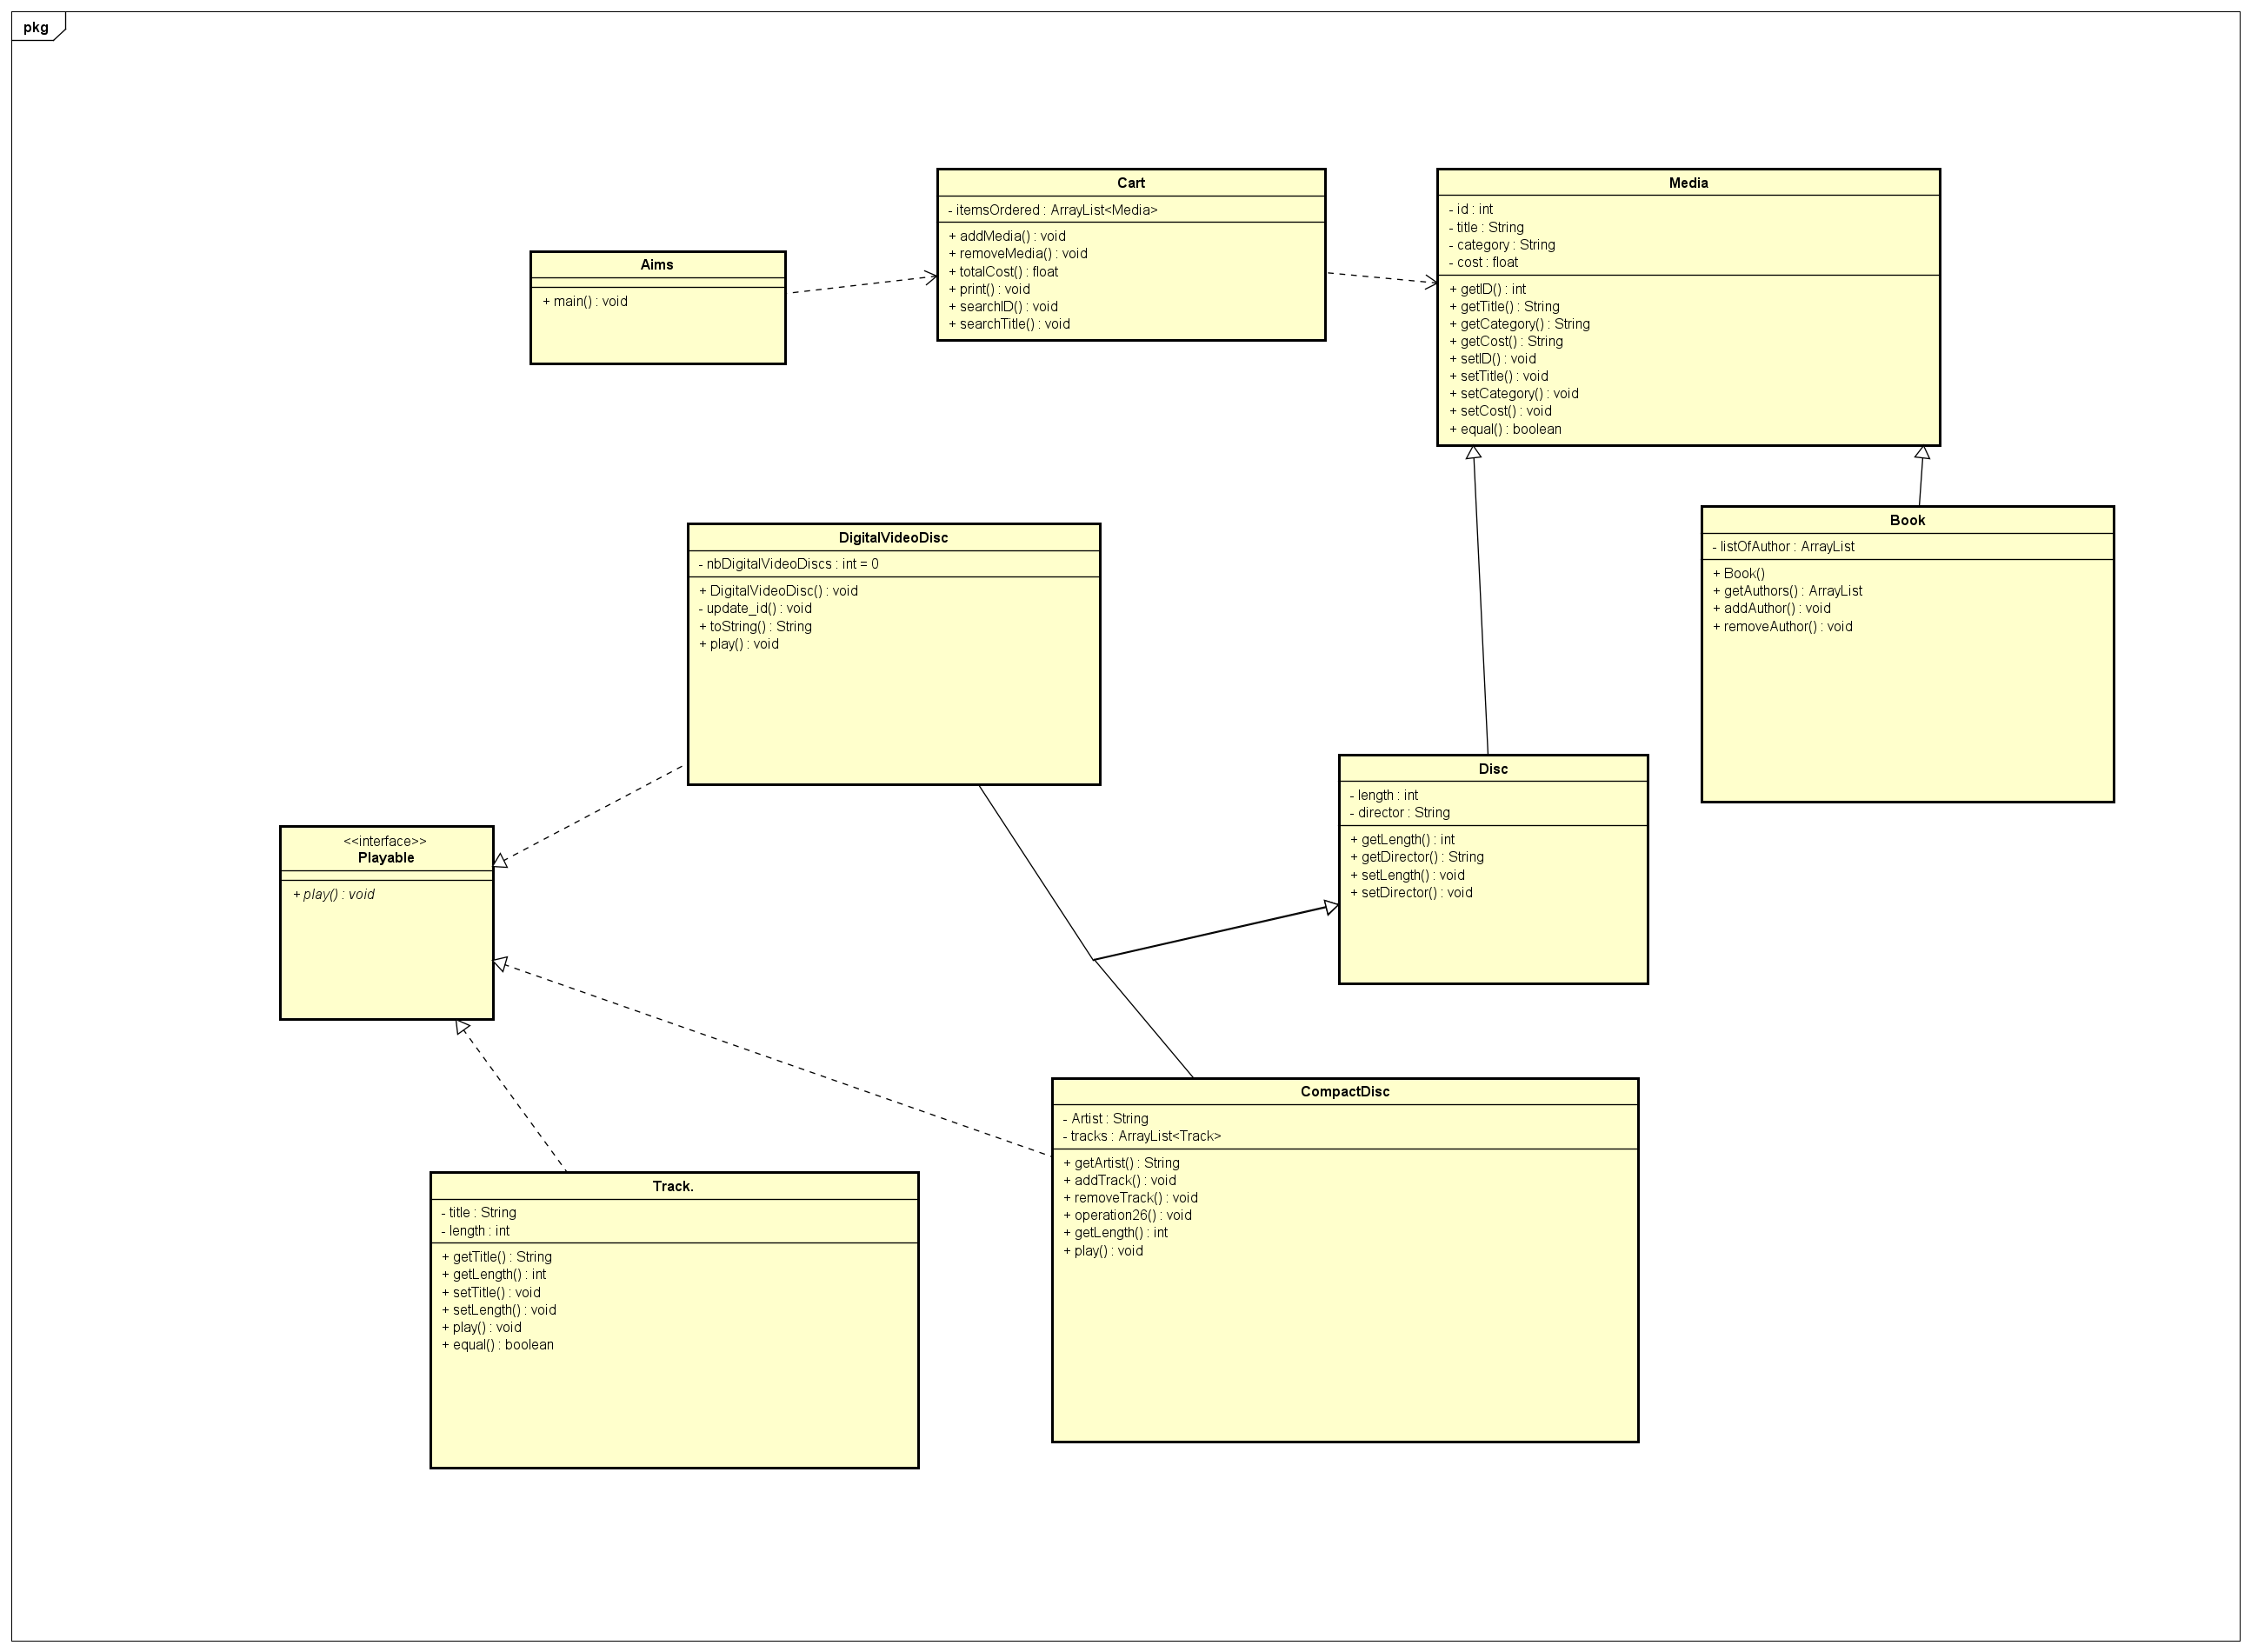 pkg
Cart
- itemsOrdered : ArrayList<Media>
+ addMedia() : void
+ removeMedia() : void
+ totalCost() : float
+ print() : void
+ searchID() : void
+ searchTitle() : void
Media
- id : int
- title : String
- category : String
- cost : float
+ getID() : int
+ getTitle() : String
+ getCategory() : String
+ getCost() : String
+ setID() : void
+ setTitle() : void
+ setCategory() : void
+ setCost() : void
+ equal() : boolean
Aims
+ main() : void
DigitalVideoDisc
- nbDigitalVideoDiscs : int = 0
+ DigitalVideoDisc() : void
- update_id() : void
+ toString() : String
+ play() : void
Book
- listOfAuthor : ArrayList
+ Book()
+ getAuthors() : ArrayList
+ addAuthor() : void
+ removeAuthor() : void
Disc
- length : int
- director : String
+ getLength() : int
+ getDirector() : String
+ setLength() : void
+ setDirector() : void
<<interface>>
Playable
+ play() : void
CompactDisc
- Artist : String
- tracks : ArrayList<Track>
+ getArtist() : String
+ addTrack() : void
+ removeTrack() : void
+ operation26() : void
+ getLength() : int
+ play() : void
Track.
- title : String
- length : int
+ getTitle() : String
+ getLength() : int
+ setTitle() : void
+ setLength() : void
+ play() : void
+ equal() : boolean